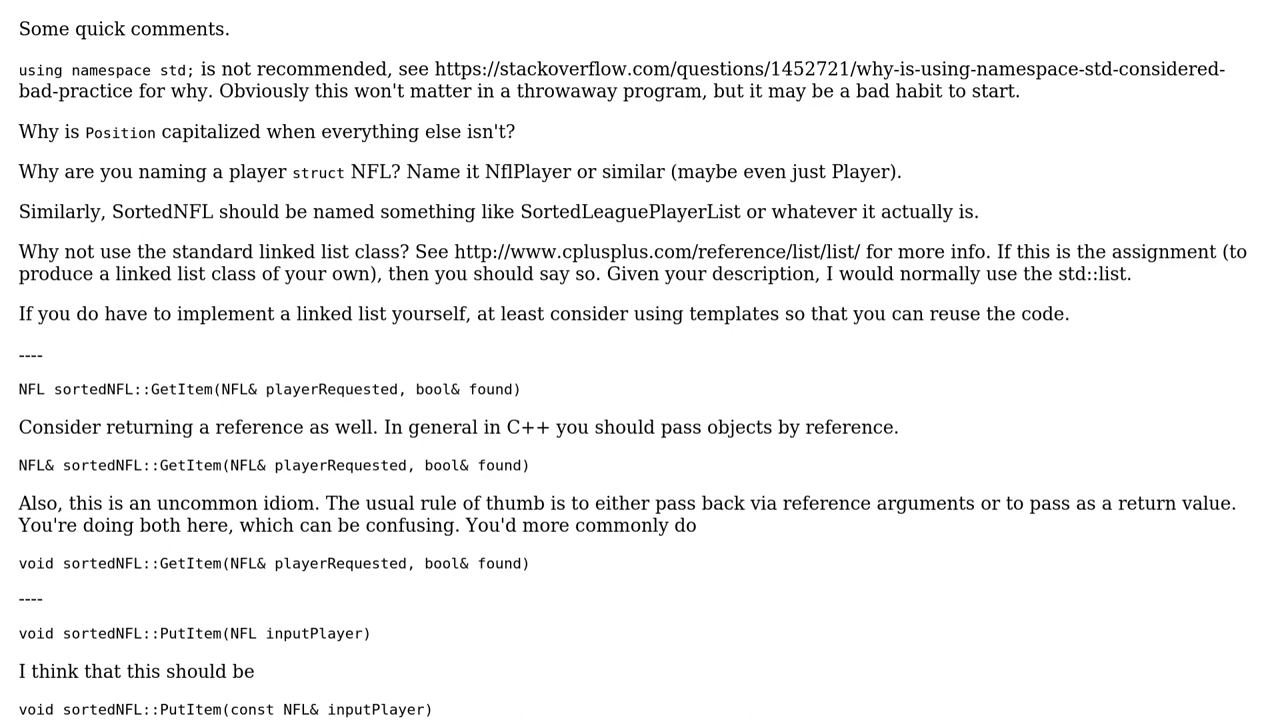 Some quick comments.
using namespace std; is not recommended, see https://stackoverflow.com/questions/1452721/why-is-using-namespace-std-considered-
bad-practice for why. Obviously this won't matter in a throwaway program, but it may be a bad habit to start.
Why is Position capitalized when everything else isn't?
Why are you naming a player struct NFL? Name it NflPlayer or similar (maybe even just Player).
Similarly, SortedNFL should be named something like SortedLeaguePlayerList or whatever it actually is.
Why not use the standard linked list class? See http://www.cplusplus.com/reference/list/list/ for more info. If this is the assignment (to
produce a linked list class of your own), then you should say so. Given your description, I would normally use the std::list.
If you do have to implement a linked list yourself, at least consider using templates so that you can reuse the code.
----
NFL sortedNFL::GetItem(NFL& playerRequested, bool& found)
Consider returning a reference as well. In general in C++ you should pass objects by reference.
NFL& sortedNFL::GetItem(NFL& playerRequested, bool& found)
Also, this is an uncommon idiom. The usual rule of thumb is to either pass back via reference arguments or to pass as a return value.
You're doing both here, which can be confusing. You'd more commonly do
void sortedNFL::GetItem(NFL& playerRequested, bool& found)
----
void sortedNFL::PutItem(NFL inputPlayer)
I think that this should be
void sortedNFL::PutItem(const NFL& inputPlayer)